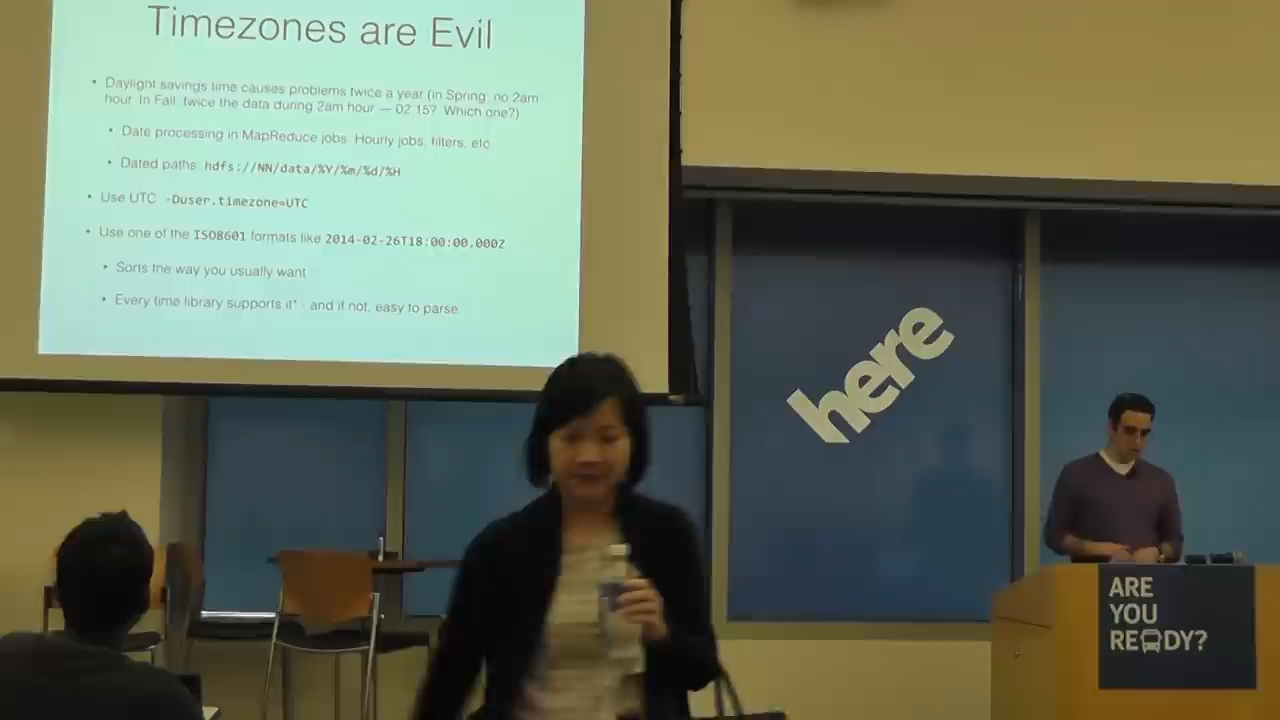 Timezones are Evil
• Daylight savings time causes problems twice a year (in Spring, no 2am
hour. In Fall, twice the data during 2am hour — 02:15? Which one?)
• Date processing in MapReduce jobs. Hourly jobs, filters, etc.
• Dated paths: hdfs://NN/data/%Y/%m/%d/%H
• Use UTC: -Duser.timezone=UTC
• Use one of the ISO8601 formats like 2014-02-26T18:00:00.000Z
• Sorts the way you usually want
• Every time library supports it* - and if not, easy to parse.
here
ARE
YOU
READY?